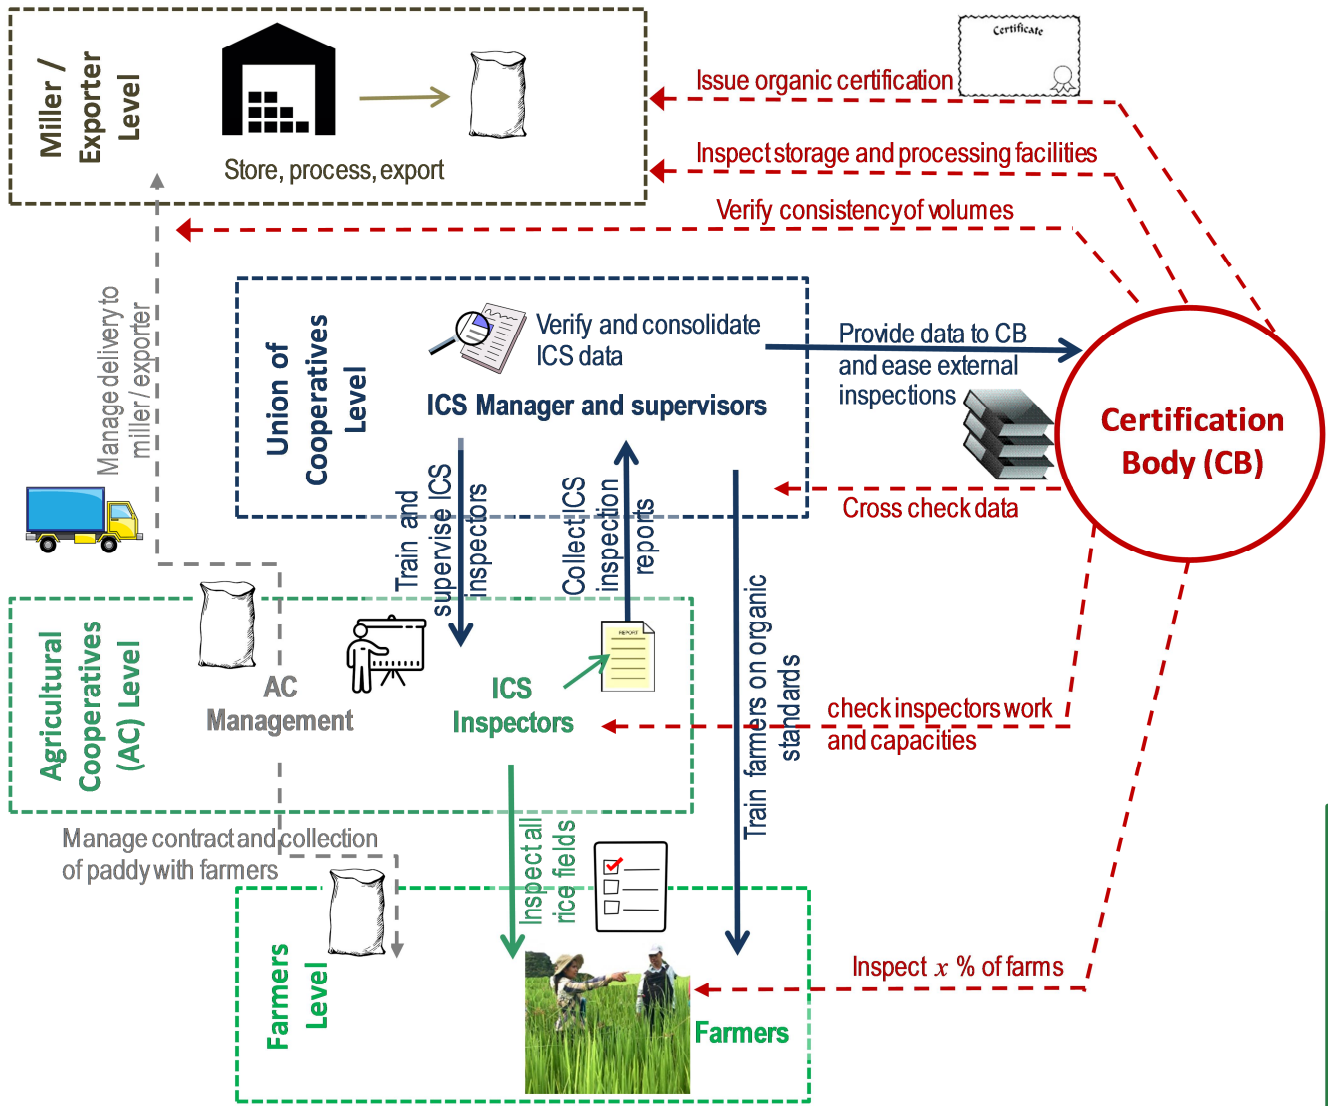 Miller /
Exporter
Level
Store, process, export
Certificate
Issue organic certification
Inspect storage and processing facilities
Verify consistency of volumes
Manage delivery to
miller / exporter
Union of
Cooperatives
Level
Verify and consolidate
ICS data
ICS Manager and supervisors
Provide data to CB
and ease external
inspections
Certification
Body (CB)
Cross check data
Train and
supervise ICS
inspectors
Collect ICS
inspection
reports
Train farmers on organic
standards
Agricultural
Cooperatives
(AC) Level
AC
Management
REPORT
ICS
Inspectors
check inspectors work
and capacities
Manage contract and collection
of paddy with farmers
Inspect all
rice fields
Farmers
Level
Inspect x % of farms
Farmers